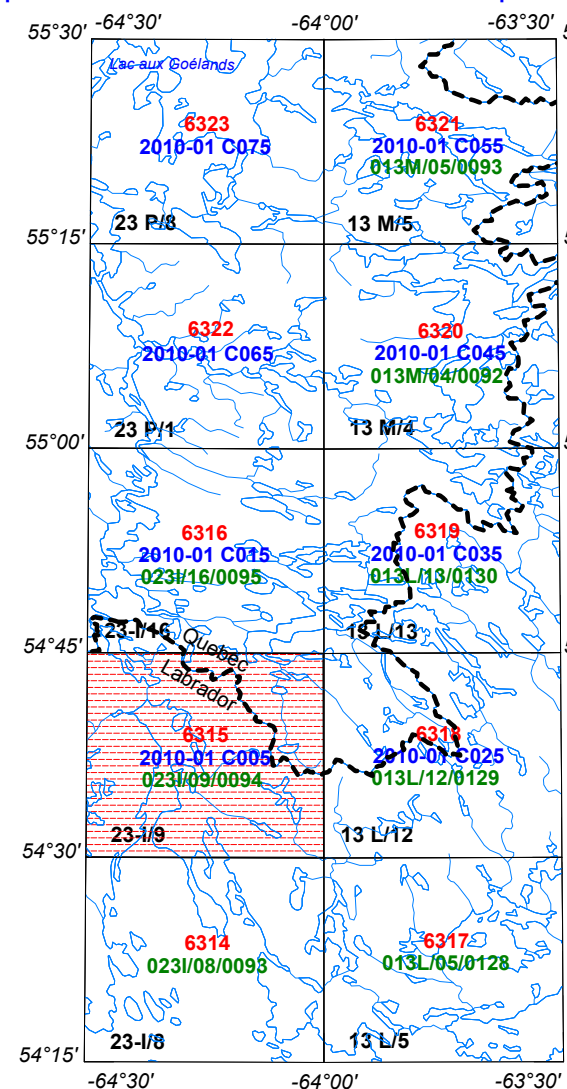 -64°30' -64°00' -63°30'
55°30'
Lac aux Goélands
6323
2010-01 C075
23 P/8
6321
2010-01 C055
013M/05/0093
13 M/5
55°15'
6322
2010-01 C065
23 P/1
6320
2010-01 C045
013M/04/0092
13 M/4
55°00'
6316
2010-01 C015
023I/16/0095
23-I/16
6319
2010-01 C035
013L/13/0130
13 L/13
54°45'
Quebec
Labrador
6315
2010-01 C005
023I/09/0094
23-I/9
6318
2010-01 C025
013L/12/0129
13 L/12
54°30'
6314
023I/08/0093
23-I/8
6317
013L/05/0128
13 L/5
54°15'
-64°30' -64°00' -63°30'